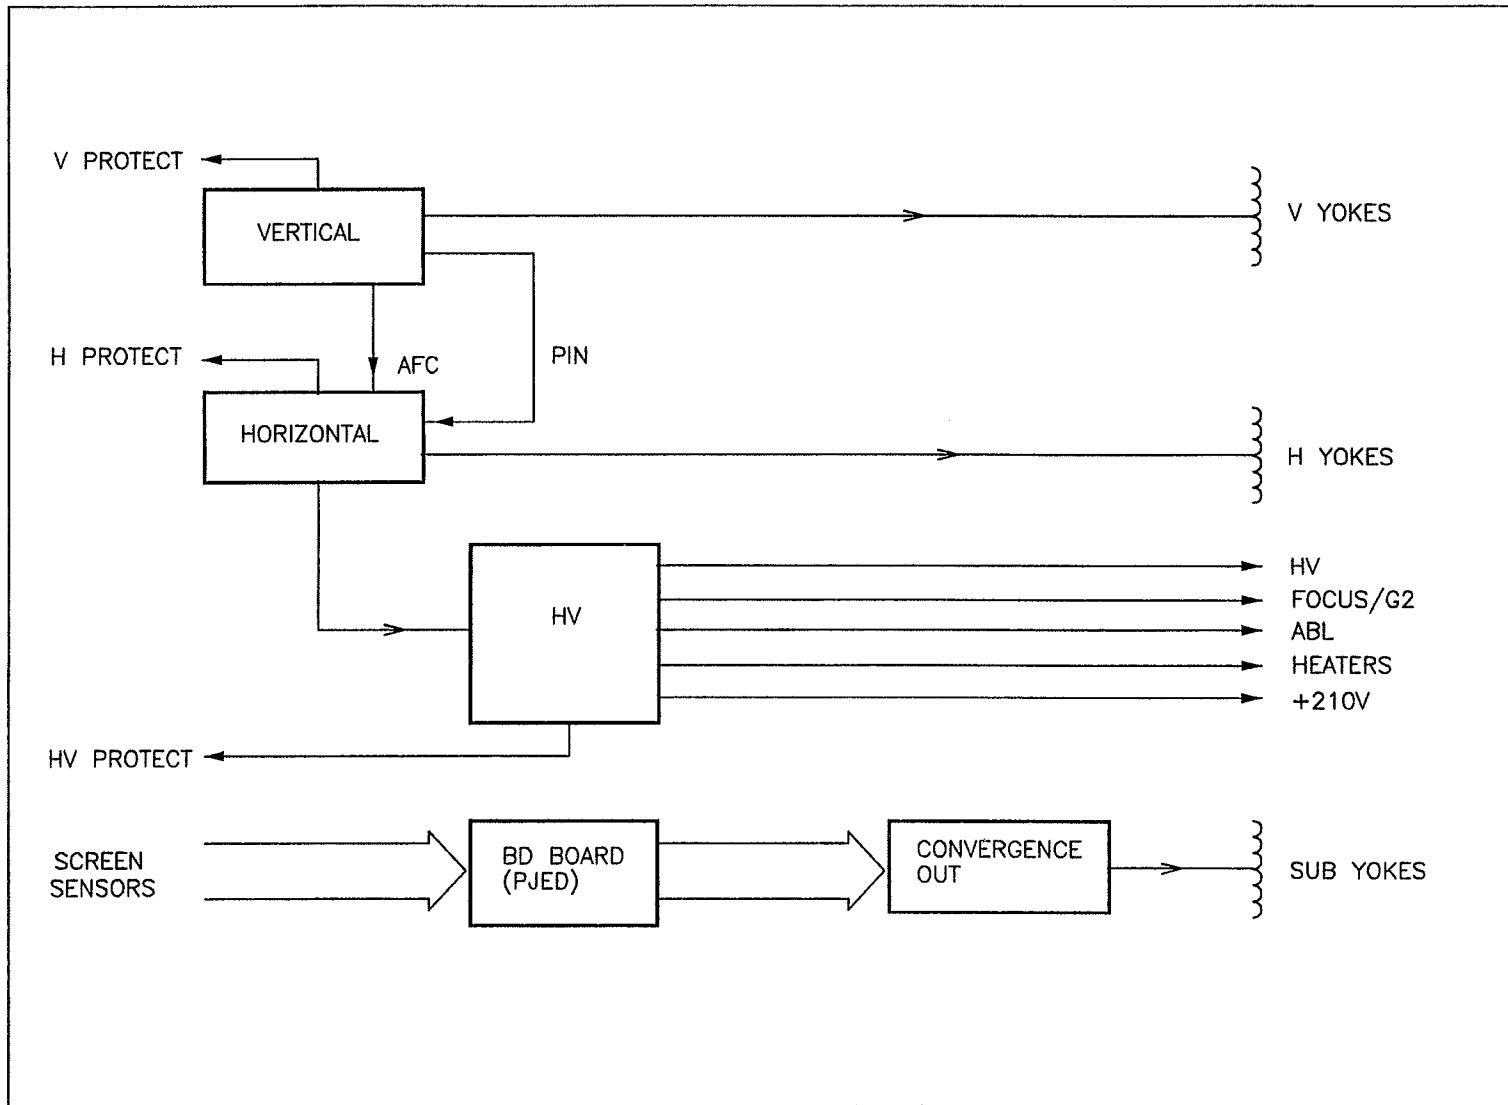 V PROTECT
VERTICAL
V YOKES
H PROTECT
AFC
PIN
HORIZONTAL
H YOKES
HV
HV
FOCUS/G2
ABL
HEATERS
+210V
HV PROTECT
SCREEN
SENSORS
BD BOARD
(PJED)
CONVERGENCE
OUT
SUB YOKES